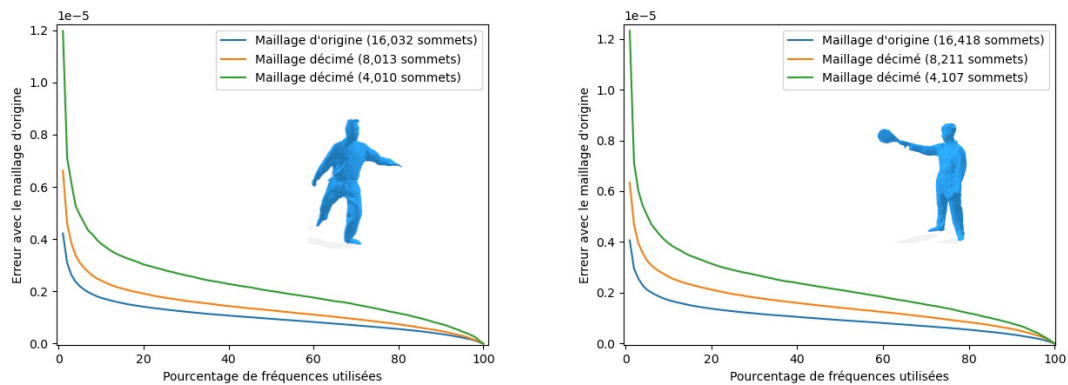 1e−5
Erreur avec le maillage d'origine
1.2
1.0
0.8
0.6
0.4
0.2
0.0
Maillage d'origine (16,032 sommets)
Maillage décimé (8,013 sommets)
Maillage décimé (4,010 sommets)
0 20 40 60 80 100
Pourcentage de fréquences utilisées
1e−5
Erreur avec le maillage d'origine
1.2
1.0
0.8
0.6
0.4
0.2
0.0
Maillage d'origine (16,418 sommets)
Maillage décimé (8,211 sommets)
Maillage décimé (4,107 sommets)
0 20 40 60 80 100
Pourcentage de fréquences utilisées